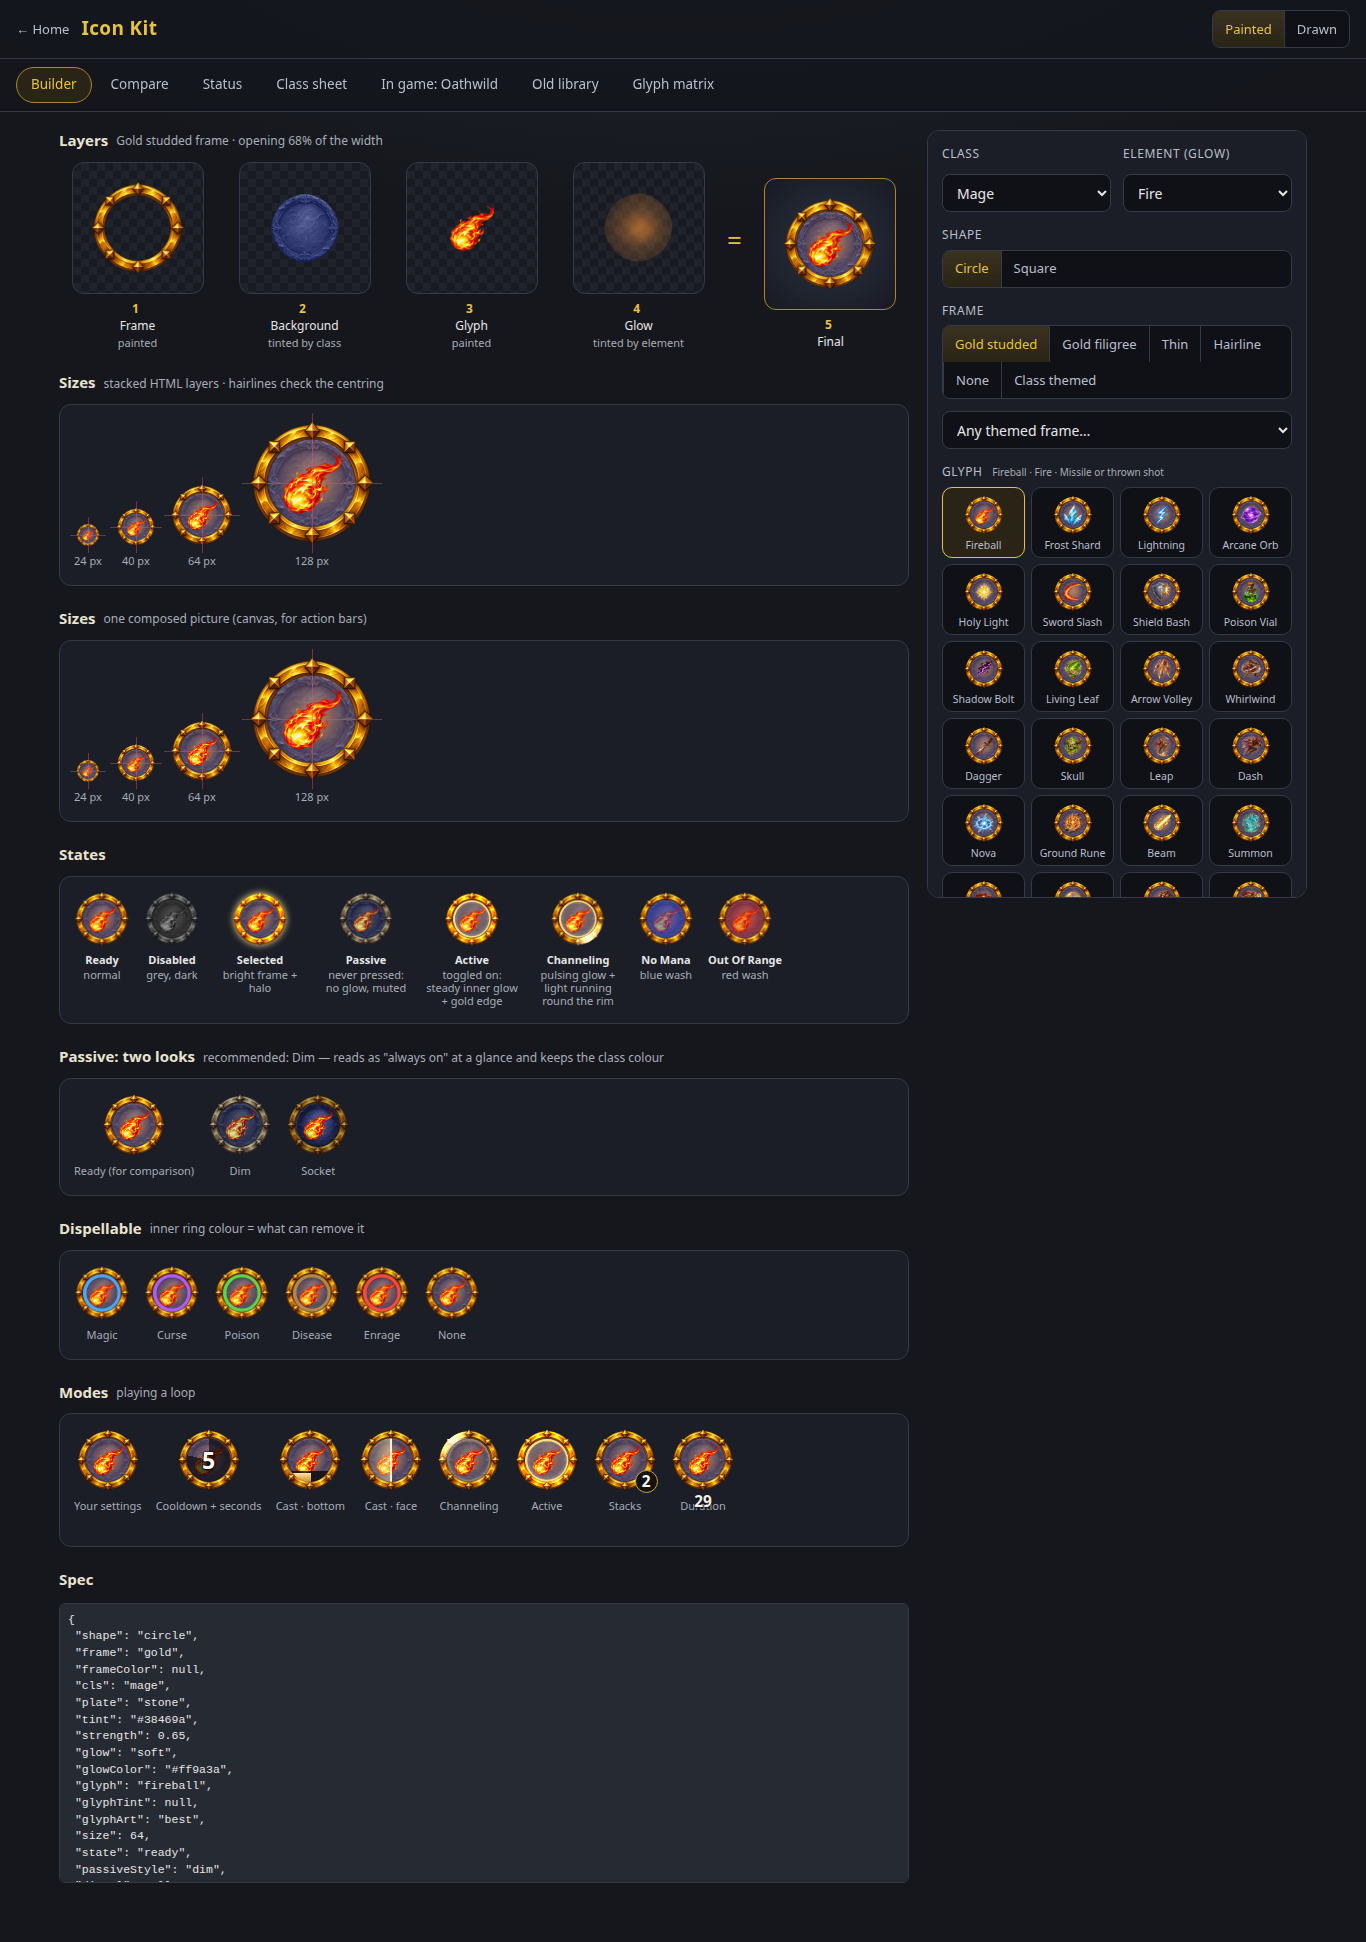 ← Home
Icon Kit
Painted
Drawn
Builder
Compare
Status
Class sheet
In game: Oathwild
Old library
Glyph matrix
Layers Gold studded frame · opening 68% of the width
1
Frame
painted
2
Background
tinted by class
3
Glyph
painted
4
Glow
tinted by element
=
5
Final
Sizes stacked HTML layers · hairlines check the centring
24 px
40 px
64 px
128 px
Sizes one composed picture (canvas, for action bars)
24 px
40 px
64 px
128 px
States
Ready
normal
Disabled
grey, dark
Selected
bright frame +
halo
Passive
never pressed:
no glow, muted
Active
toggled on:
steady inner glow
+ gold edge
Channeling
pulsing glow +
light running
round the rim
No Mana
blue wash
Out Of Range
red wash
Passive: two looks recommended: Dim — reads as "always on" at a glance and keeps the class colour
Ready (for comparison)
Dim
Socket
Dispellable inner ring colour = what can remove it
Magic
Curse
Poison
Disease
Enrage
None
Modes playing a loop
Your settings
5
Cooldown + seconds
Cast · bottom
Cast · face
Channeling
Active
2
Stacks
29
Duration
Spec
{
"shape": "circle",
"frame": "gold",
"frameColor": null,
"cls": "mage",
"plate": "stone",
"tint": "#38469a",
"strength": 0.65,
"glow": "soft",
"glowColor": "#ff9a3a",
"glyph": "fireball",
"glyphTint": null,
"glyphArt": "best",
"size": 64,
"state": "ready",
"passiveStyle": "dim",
CLASS
Mage
ELEMENT (GLOW)
Fire
SHAPE
Circle
Square
FRAME
Gold studded
Gold filigree
Thin
Hairline
None
Class themed
Any themed frame...
GLYPH Fireball · Fire · Missile or thrown shot
Fireball
Frost Shard
Lightning
Arcane Orb
Holy Light
Sword Slash
Shield Bash
Poison Vial
Shadow Bolt
Living Leaf
Arrow Volley
Whirlwind
Dagger
Skull
Leap
Dash
Nova
Ground Rune
Beam
Summon